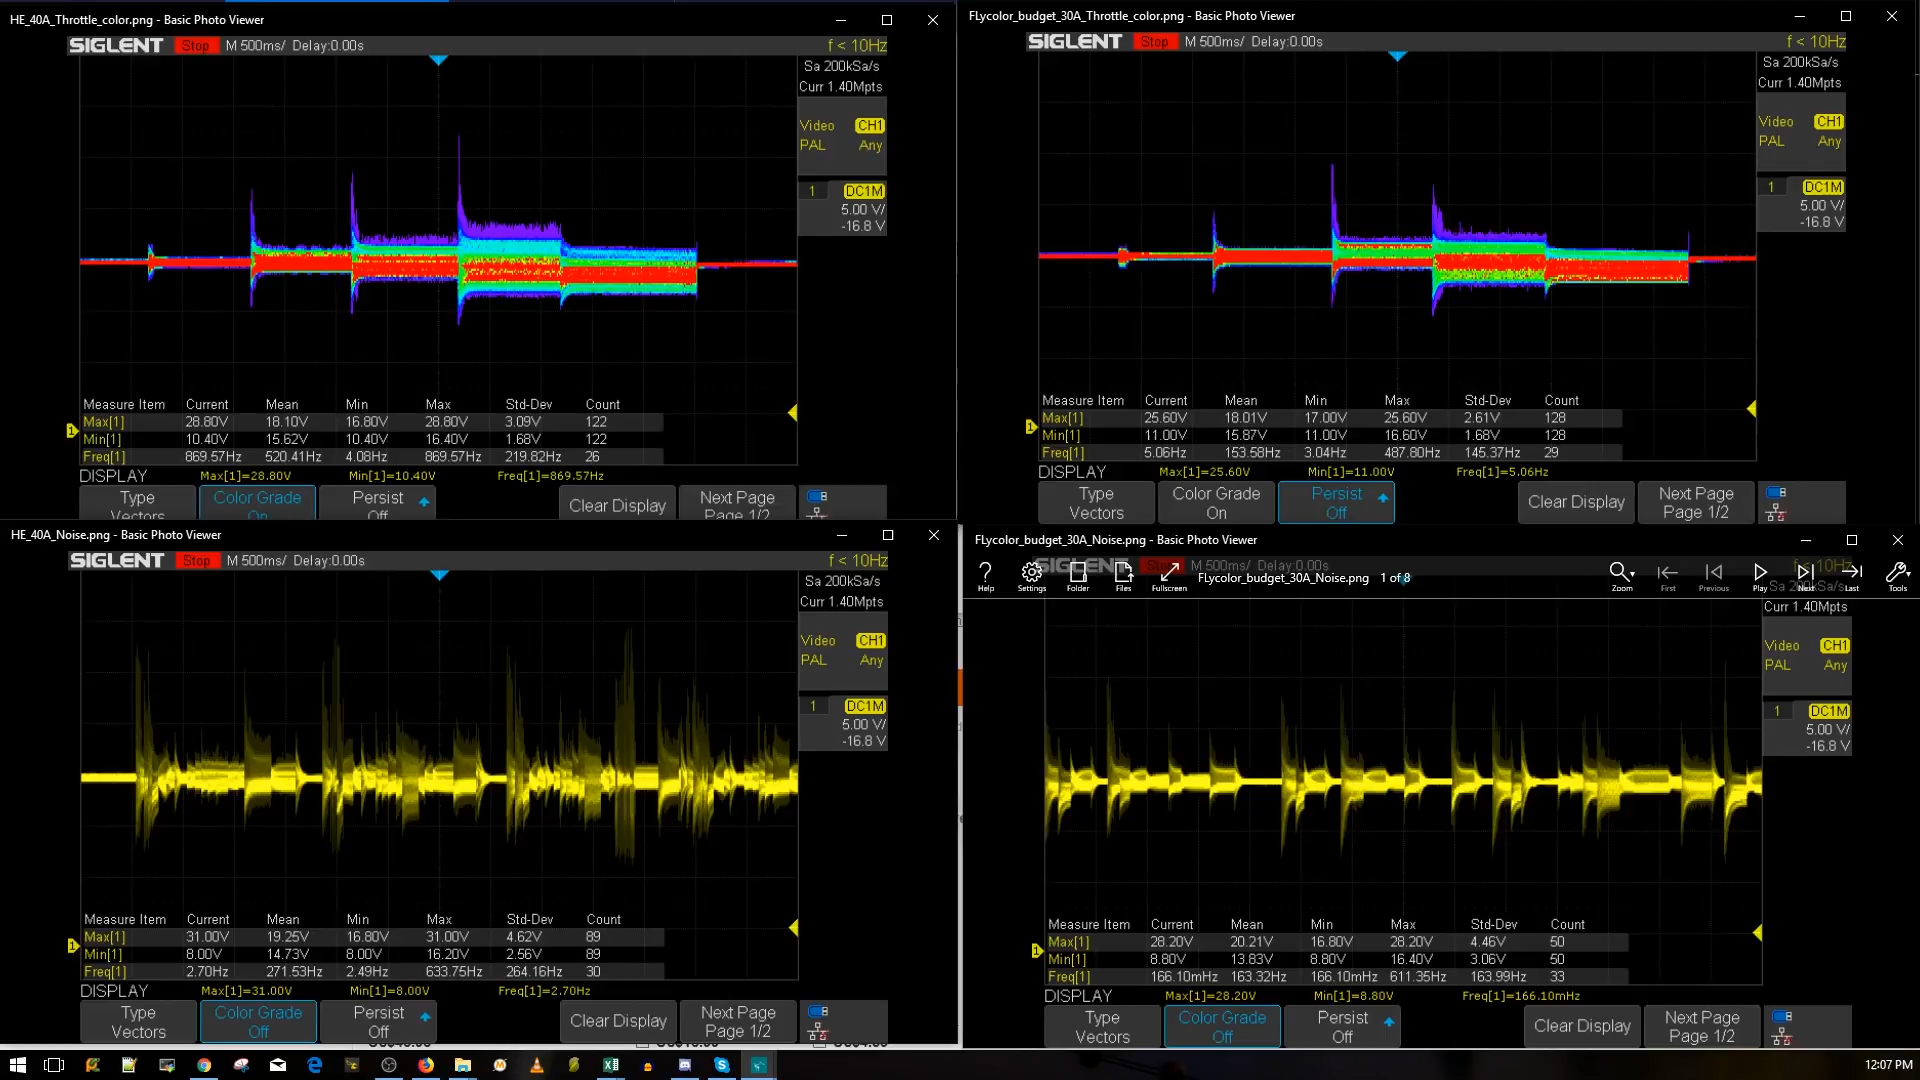 HE_40A_Throttle_color.png - Basic Photo Viewer
SIGLENT Stop M 500ms/ Delay:0.00s f < 10Hz
Sa 200kSa/s
Curr 1.40Mpts
Video CH1
PAL Any
1 DC1M
5.00 V/
-16.8 V
1
Measure Item Current Mean Min Max Std-Dev Count
Max[1] 28.80V 18.10V 16.80V 28.80V 3.09V 122
Min[1] 10.40V 15.62V 10.40V 16.40V 1.68V 122
Freq[1] 869.57Hz 520.41Hz 4.08Hz 869.57Hz 219.82Hz 26
DISPLAY Max[1]=28.80V Min[1]=10.40V Freq[1]=869.57Hz
Type Color Grade Persist Clear Display Next Page
Vectors On Off Page 1/2
FLycolor_budget_30A_Throttle_color.png - Basic Photo Viewer
SIGLENT Stop M 500ms/ Delay:0.00s f < 10Hz
Sa 200kSa/s
Curr 1.40Mpts
Video CH1
PAL Any
1 DC1M
5.00 V/
-16.8 V
1
Measure Item Current Mean Min Max Std-Dev Count
Max[1] 25.60V 18.01V 17.00V 25.60V 2.61V 128
Min[1] 11.00V 15.87V 11.00V 16.60V 1.68V 128
Freq[1] 5.06Hz 153.58Hz 3.04Hz 487.80Hz 145.37Hz 29
DISPLAY Max[1]=25.60V Min[1]=11.00V Freq[1]=5.06Hz
Type Color Grade Persist Clear Display Next Page
Vectors On Off Page 1/2
HE_40A_Noise.png - Basic Photo Viewer
SIGLENT Stop M 500ms/ Delay:0.00s f < 10Hz
Sa 200kSa/s
Curr 1.40Mpts
Video CH1
PAL Any
1 DC1M
5.00 V/
-16.8 V
1
Measure Item Current Mean Min Max Std-Dev Count
Max[1] 31.00V 19.25V 16.80V 31.00V 4.62V 89
Min[1] 8.00V 14.73V 8.00V 16.20V 2.56V 89
Freq[1] 2.70Hz 271.53Hz 2.49Hz 633.75Hz 264.16Hz 30
DISPLAY Max[1]=31.00V Min[1]=8.00V Freq[1]=2.70Hz
Type Color Grade Persist Clear Display Next Page
Vectors Off Off Page 1/2
FLycolor_budget_30A_Noise.png - Basic Photo Viewer
SIGLENT Stop M 500ms/ Delay:0.00s f < 10Hz
FLycolor_budget_30A_Noise.png 1 of 8
Help Settings Folder Files Fullscreen Zoom First Previous Play Next Last Tools
Sa 200kSa/s
Curr 1.40Mpts
Video CH1
PAL Any
1 DC1M
5.00 V/
-16.8 V
1
Measure Item Current Mean Min Max Std-Dev Count
Max[1] 28.20V 20.21V 16.80V 28.20V 4.46V 50
Min[1] 8.80V 13.83V 8.80V 16.40V 3.06V 50
Freq[1] 166.10mHz 163.32Hz 166.10mHz 611.35Hz 163.99Hz 33
DISPLAY Max[1]=28.20V Min[1]=8.80V Freq[1]=166.10mHz
Type Color Grade Persist Clear Display Next Page
Vectors Off Off Page 1/2
12:07 PM